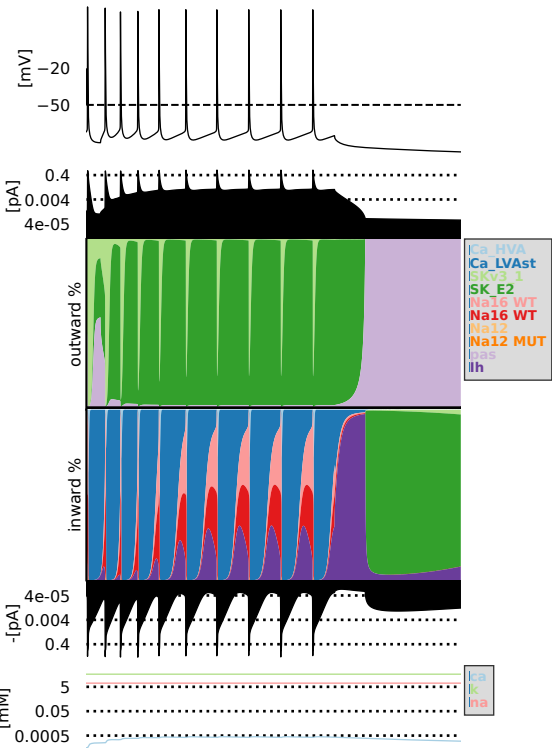 [mV]
−20
−50
[pA]
0.4
0.004
4e-05
outward %
Ca_HVA
Ca_LVAst
SKv3_1
SK_E2
Na16 WT
Na16 WT
Na12
Na12 MUT
pas
Ih
inward %
-[pA]
4e-05
0.004
0.4
[mM]
5
0.05
0.0005
ca
k
na